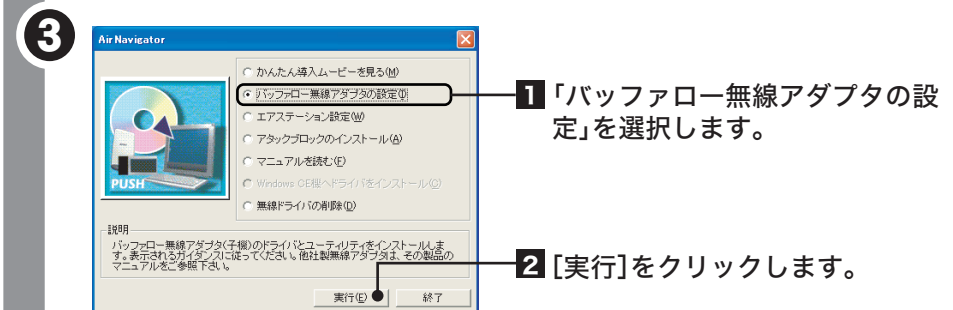 3
Air Navigator
かんたん導入ムービーを見る(M)
バッファロー無線アダプタの設定(I)
エアステーション設定(W)
アタックブロックのインストール(A)
マニュアルを読む(F)
Windows CE機へドライバをインストール(C)
無線ドライバの削除(D)
PUSH
説明
バッファロー無線アダプタ(子機)のドライバとユーティリティをインストールしま
す。表示されるガイダンスに従ってください。他社製無線アダプタは、その製品の
マニュアルをご参照下さい。
実行(E)
終了
1 「バッファロー無線アダプタの設
定」を選択します。
2 [実行]をクリックします。